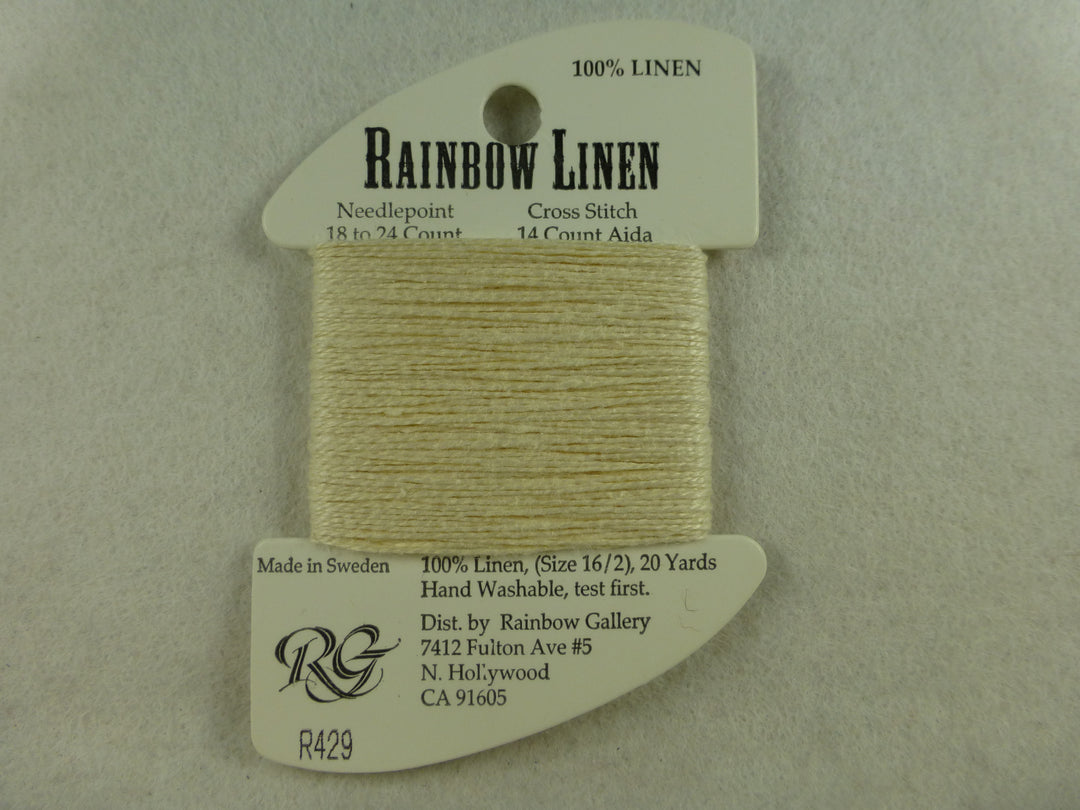 100% LINEN
RAINBOW LINEN
Needlepoint Cross Stitch
18 to 24 Count 14 Count Aida
Made in Sweden
100% Linen, (Size 16/2), 20 Yards
Hand Washable, test first.
Dist. by Rainbow Gallery
7412 Fulton Ave #5
N. Hollywood
CA 91605
RG
R429